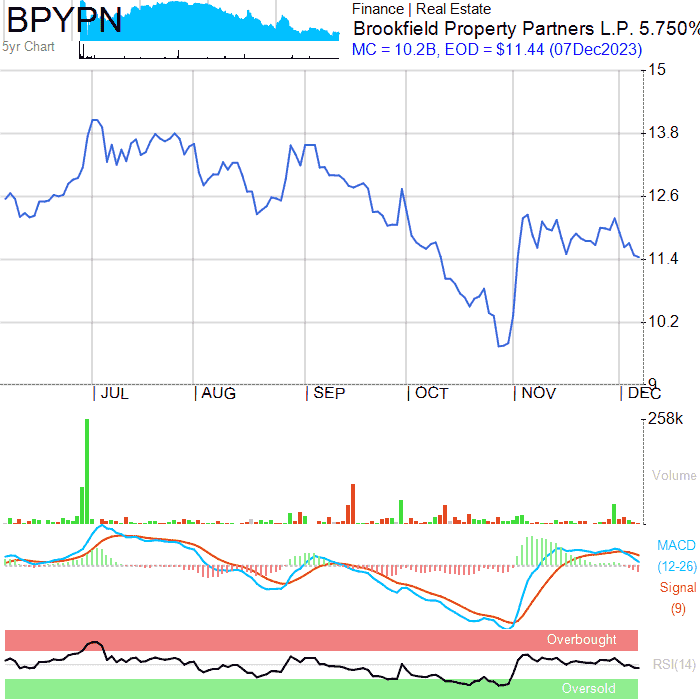 BPYPN
5yr Chart
Finance | Real Estate
Brookfield Property Partners L.P. 5.750%
MC = 10.2B, EOD = $11.44 (07Dec2023)
15
13.8
12.6
11.4
10.2
9
JUL AUG SEP OCT NOV DEC
258k
Volume
MACD
(12-26)
Signal
(9)
Overbought
RSI(14)
Oversold